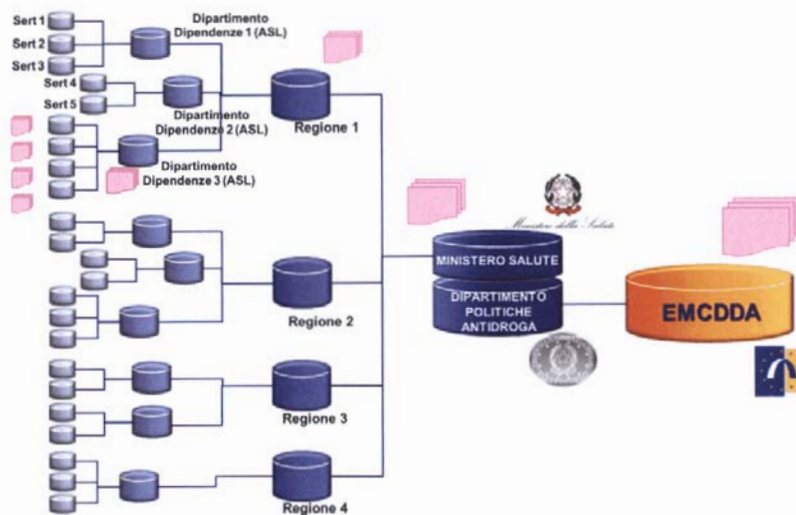 Sert 1
Sert 2
Sert 3
Dipartimento
Dipendenze 1 (ASL)
Sert 4
Sert 5
Dipartimento
Dipendenze 2 (ASL)
Dipartimento
Dipendenze 3 (ASL)
Regione 1
Regione 2
Regione 3
Regione 4
Ministero della Salute
MINISTERO SALUTE
DIPARTIMENTO
POLITICHE
ANTIDROGA
EMCDDA